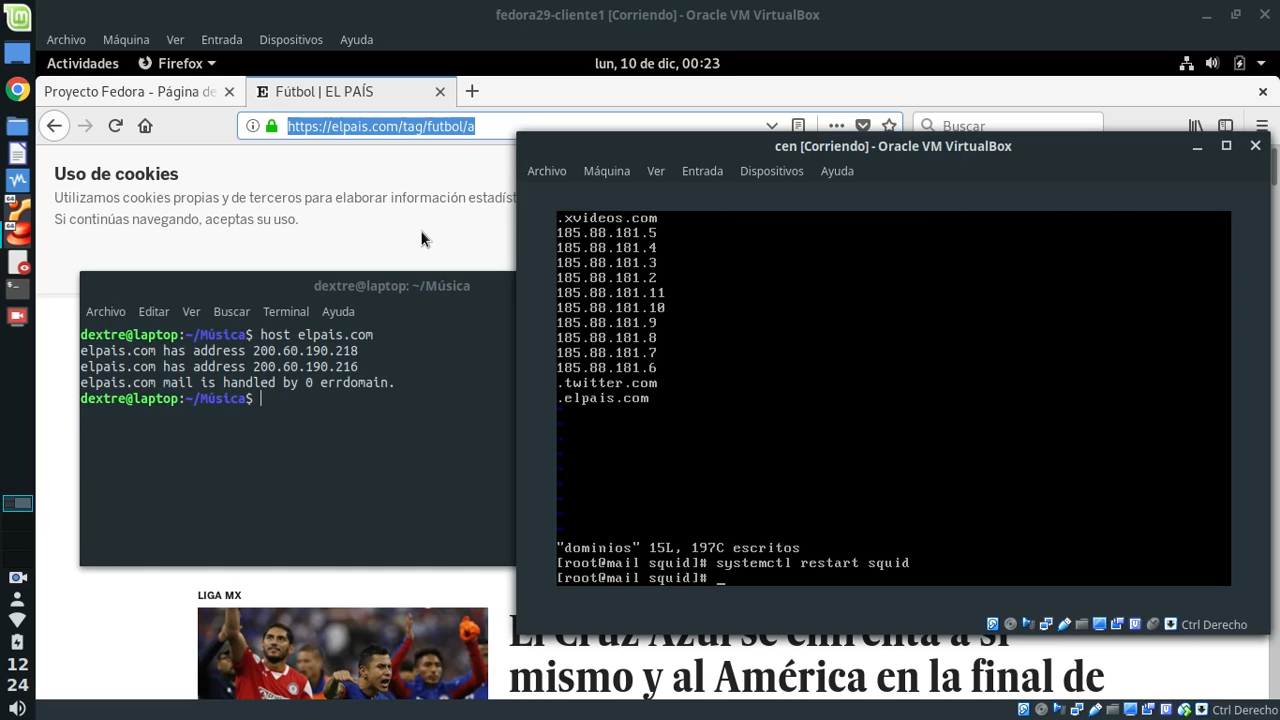 fedora29-cliente1 [Corriendo] - Oracle VM VirtualBox
Archivo Máquina Ver Entrada Dispositivos Ayuda
Actividades Firefox lun, 10 de dic, 00:23
Proyecto Fedora - Página de Fútbol | EL PAÍS
https://elpais.com/tag/futbol/a Buscar
Uso de cookies
Utilizamos cookies propias y de terceros para elaborar información estadíst
Si continúas navegando, aceptas su uso.
dextre@laptop: ~/Música
Archivo Editar Ver Buscar Terminal Ayuda
dextre@laptop:~/Música$ host elpais.com
elpais.com has address 200.60.190.218
elpais.com has address 200.60.190.216
elpais.com mail is handled by 0 errdomain.
dextre@laptop:~/Música$
cen [Corriendo] - Oracle VM VirtualBox
Archivo Máquina Ver Entrada Dispositivos Ayuda
.xvideos.com
185.88.181.5
185.88.181.4
185.88.181.3
185.88.181.2
185.88.181.11
185.88.181.10
185.88.181.9
185.88.181.8
185.88.181.7
185.88.181.6
.twitter.com
.elpais.com
~
~
~
~
~
~
~
~
~
"dominios" 15L, 197C escritos
[root@mail squid]# systemctl restart squid
[root@mail squid]# _
Ctrl Derecho
LIGA MX
El Cruz Azul se enfrenta a sí
mismo y al América en la final de
12
24
64
64
Ctrl Derecho